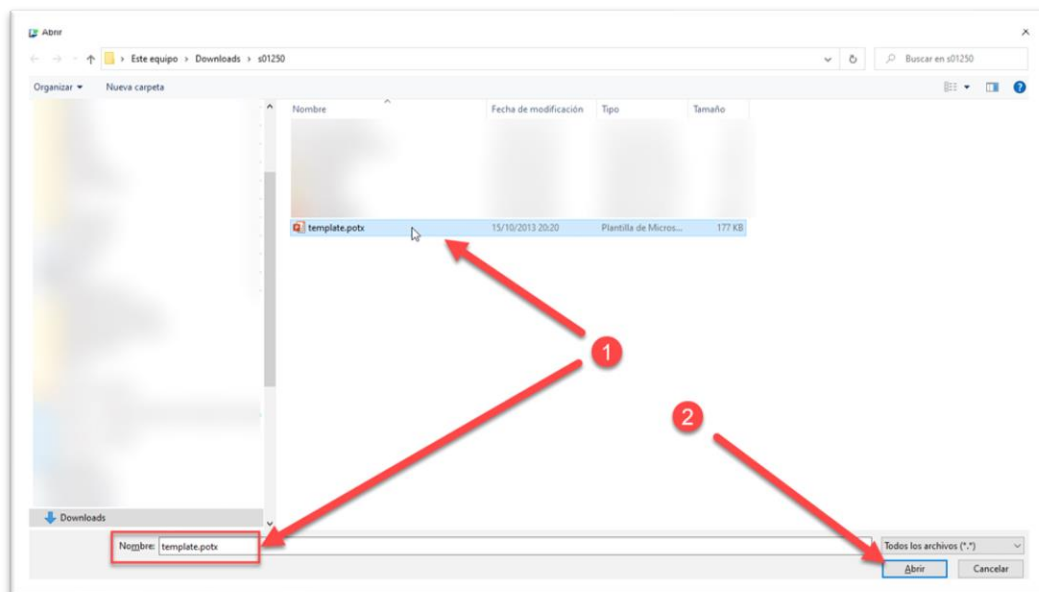 Abrir
Este equipo > Downloads > s01250
Buscar en s01250
Organizar
Nueva carpeta
Nombre Fecha de modificación Tipo Tamaño
template.potx 15/10/2013 20:20 Plantilla de Micros... 177 KB
1
2
Downloads
Nombre: template.potx
Todos los archivos (*.*)
Abrir Cancelar